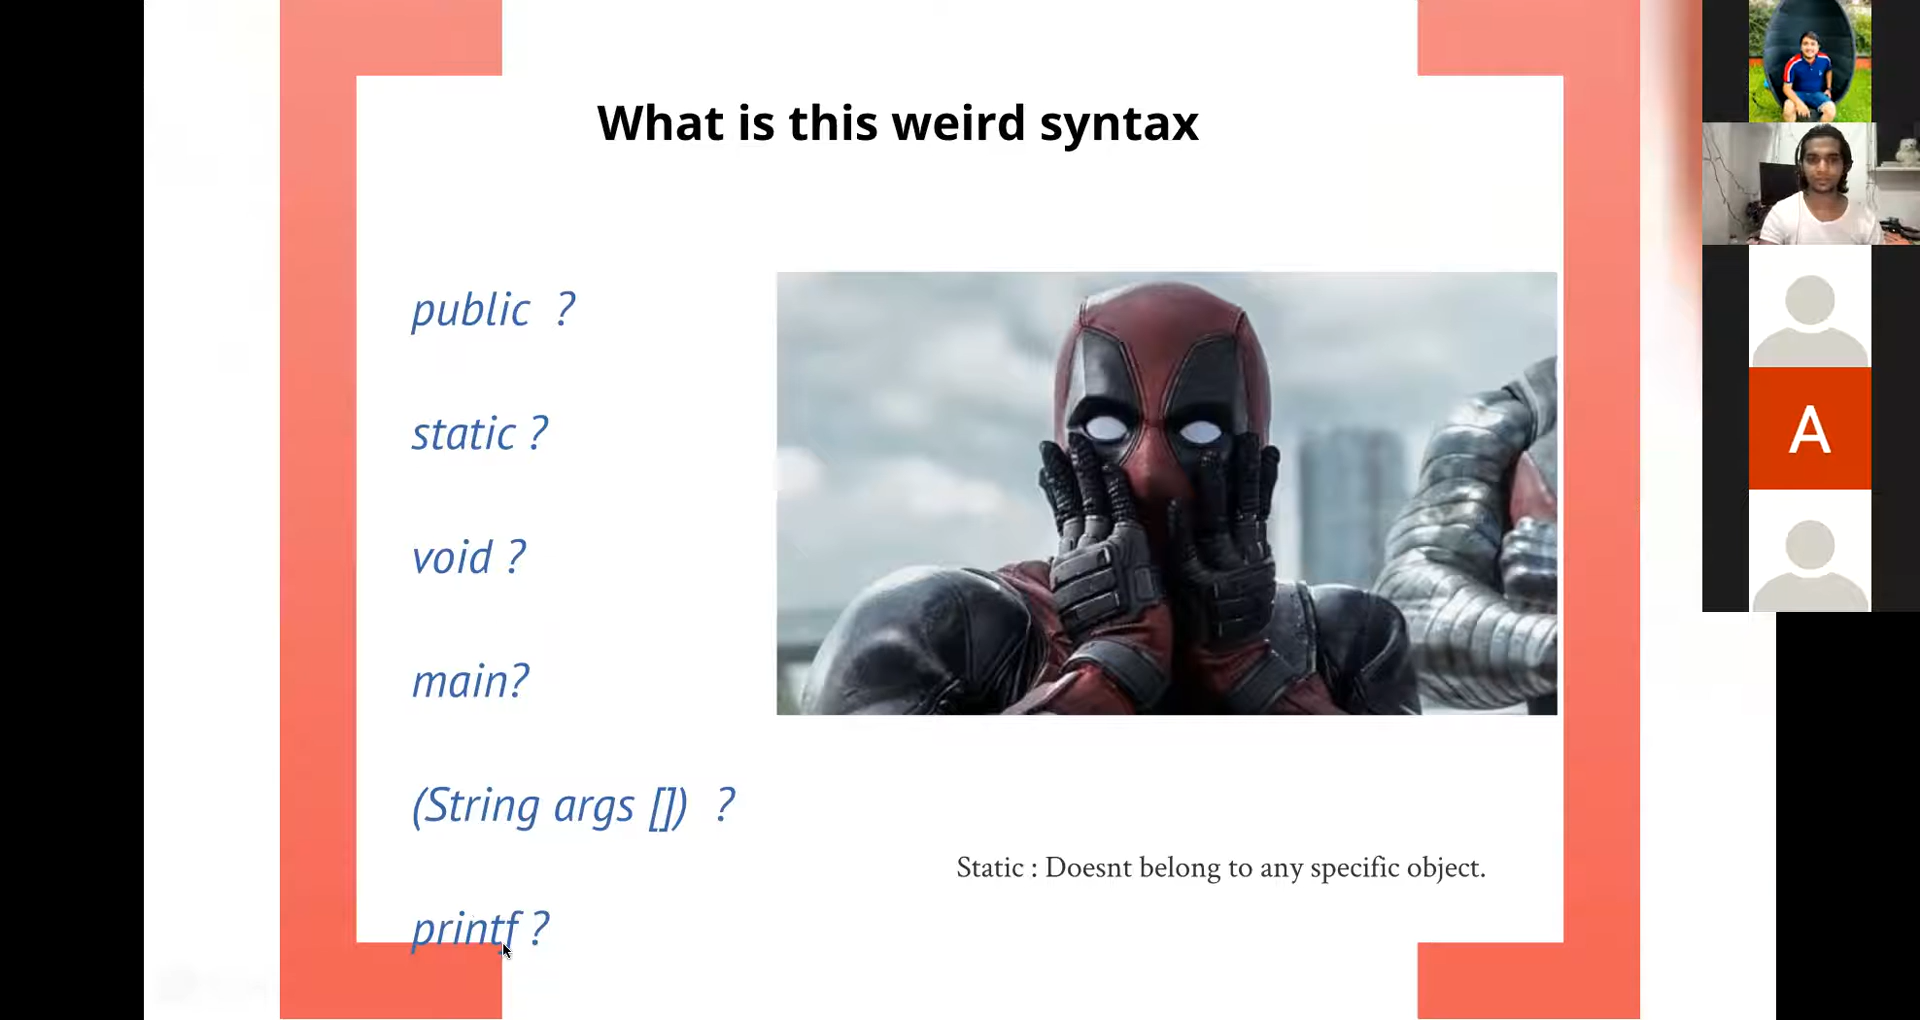 What is this weird syntax
public ?
static ?
void ?
main?
(String args []) ?
Static : Doesnt belong to any specific object.
printf ?
A